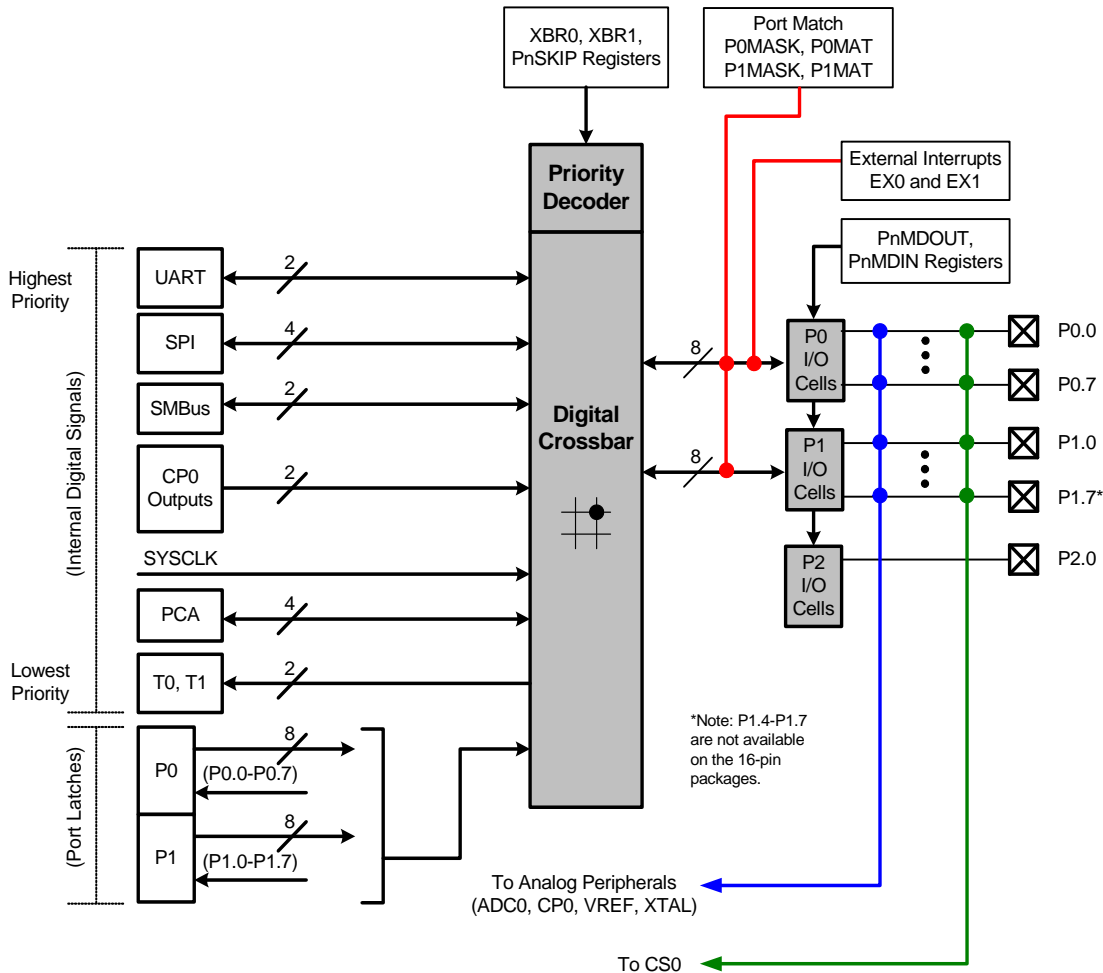 XBR0, XBR1,
PnSKIP Registers
Port Match
P0MASK, P0MAT
P1MASK, P1MAT
External Interrupts
EX0 and EX1
Priority
Decoder
PnMDOUT,
PnMDIN Registers
Highest
Priority
(Internal Digital Signals)
UART
2
SPI
4
SMBus
2
CP0
Outputs
2
SYSCLK
PCA
4
Lowest
Priority
T0, T1
2
Digital
Crossbar
8
8
P0
I/O
Cells
P1
I/O
Cells
P2
I/O
Cells
P0.0
P0.7
P1.0
P1.7*
P2.0
*Note: P1.4-P1.7
are not available
on the 16-pin
packages.
(Port Latches)
P0
8
(P0.0-P0.7)
P1
8
(P1.0-P1.7)
To Analog Peripherals
(ADC0, CP0, VREF, XTAL)
To CS0